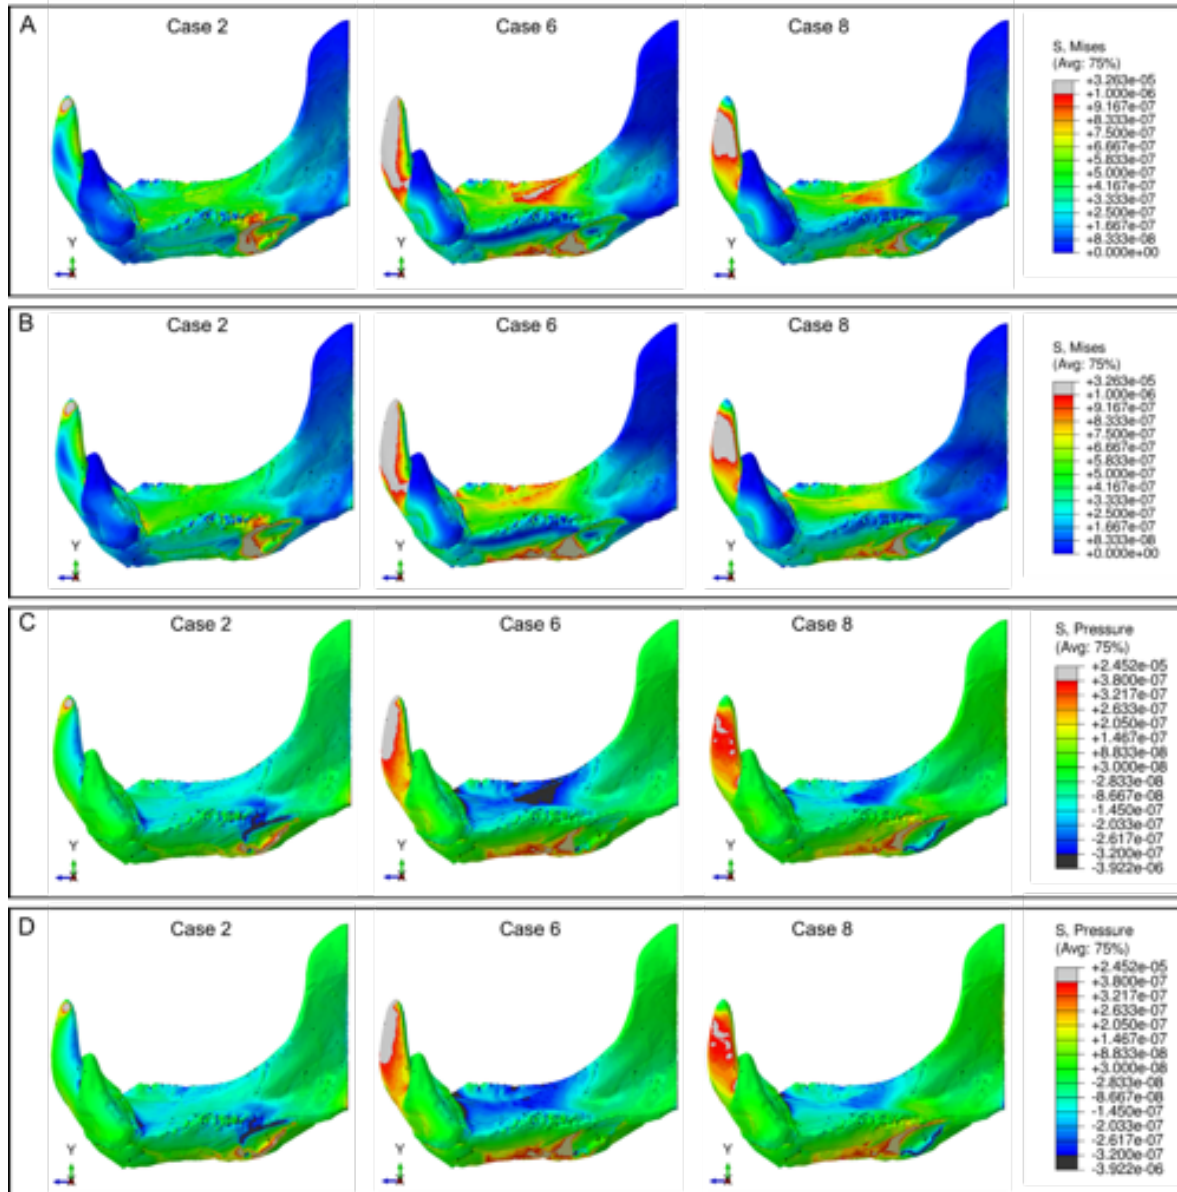 A
Case 2
Case 6
Case 8
S, Mises
(Avg: 75%)
+3.263e-05
+1.000e-06
+9.167e-07
+8.333e-07
+7.500e-07
+6.667e-07
+5.833e-07
+5.000e-07
+4.167e-07
+3.333e-07
+2.500e-07
+1.667e-07
+8.333e-08
+0.000e+00
Y
Y
Y
B
Case 2
Case 6
Case 8
S, Mises
(Avg: 75%)
+3.263e-05
+1.000e-06
+9.167e-07
+8.333e-07
+7.500e-07
+6.667e-07
+5.833e-07
+5.000e-07
+4.167e-07
+3.333e-07
+2.500e-07
+1.667e-07
+8.333e-08
+0.000e+00
Y
Y
Y
C
Case 2
Case 6
Case 8
S, Pressure
(Avg: 75%)
+2.452e-05
+3.800e-07
+3.217e-07
+2.633e-07
+2.050e-07
+1.467e-07
+8.833e-08
+3.000e-08
-2.833e-08
-8.667e-08
-1.450e-07
-2.033e-07
-2.617e-07
-3.200e-07
-3.922e-06
Y
Y
Y
D
Case 2
Case 6
Case 8
S, Pressure
(Avg: 75%)
+2.452e-05
+3.800e-07
+3.217e-07
+2.633e-07
+2.050e-07
+1.467e-07
+8.833e-08
+3.000e-08
-2.833e-08
-8.667e-08
-1.450e-07
-2.033e-07
-2.617e-07
-3.200e-07
-3.922e-06
Y
Y
Y